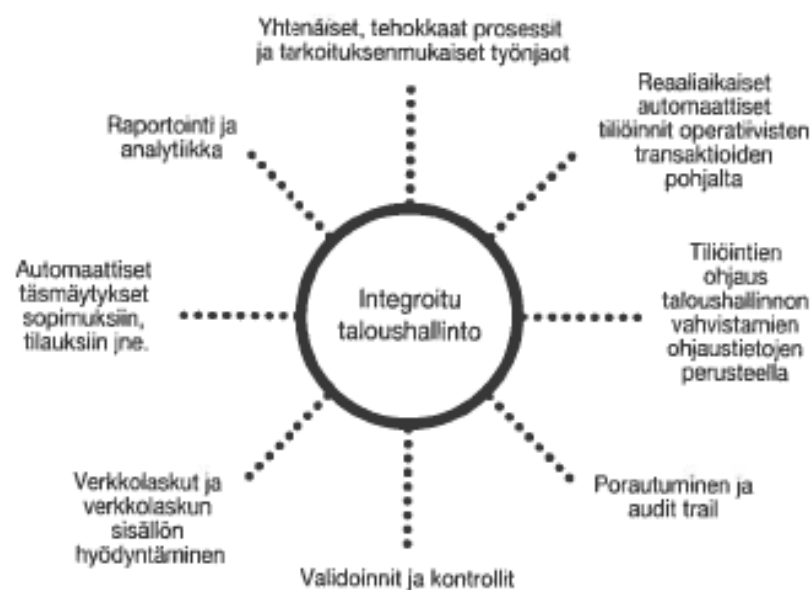 Yhtenäiset, tehokkaat prosessit
ja tarkoituksenmukaiset työnjaot
Reaaliaikaiset
automaattiset
tiliöinnit operatiivisten
transaktioiden
pohjalta
Tiliöintien
ohjaus
taloushallinnon
vahvistamien
ohjaustietojen
perusteella
Porautuminen ja
audit trail
Validoinnit ja kontrollit
Verkkolaskut ja
verkkolaskun
sisällön
hyödyntäminen
Automaattiset
täsmäytykset
sopimuksiin,
tilauksiin jne.
Raportointi ja
analytiikka
Integroitu
taloushallinto